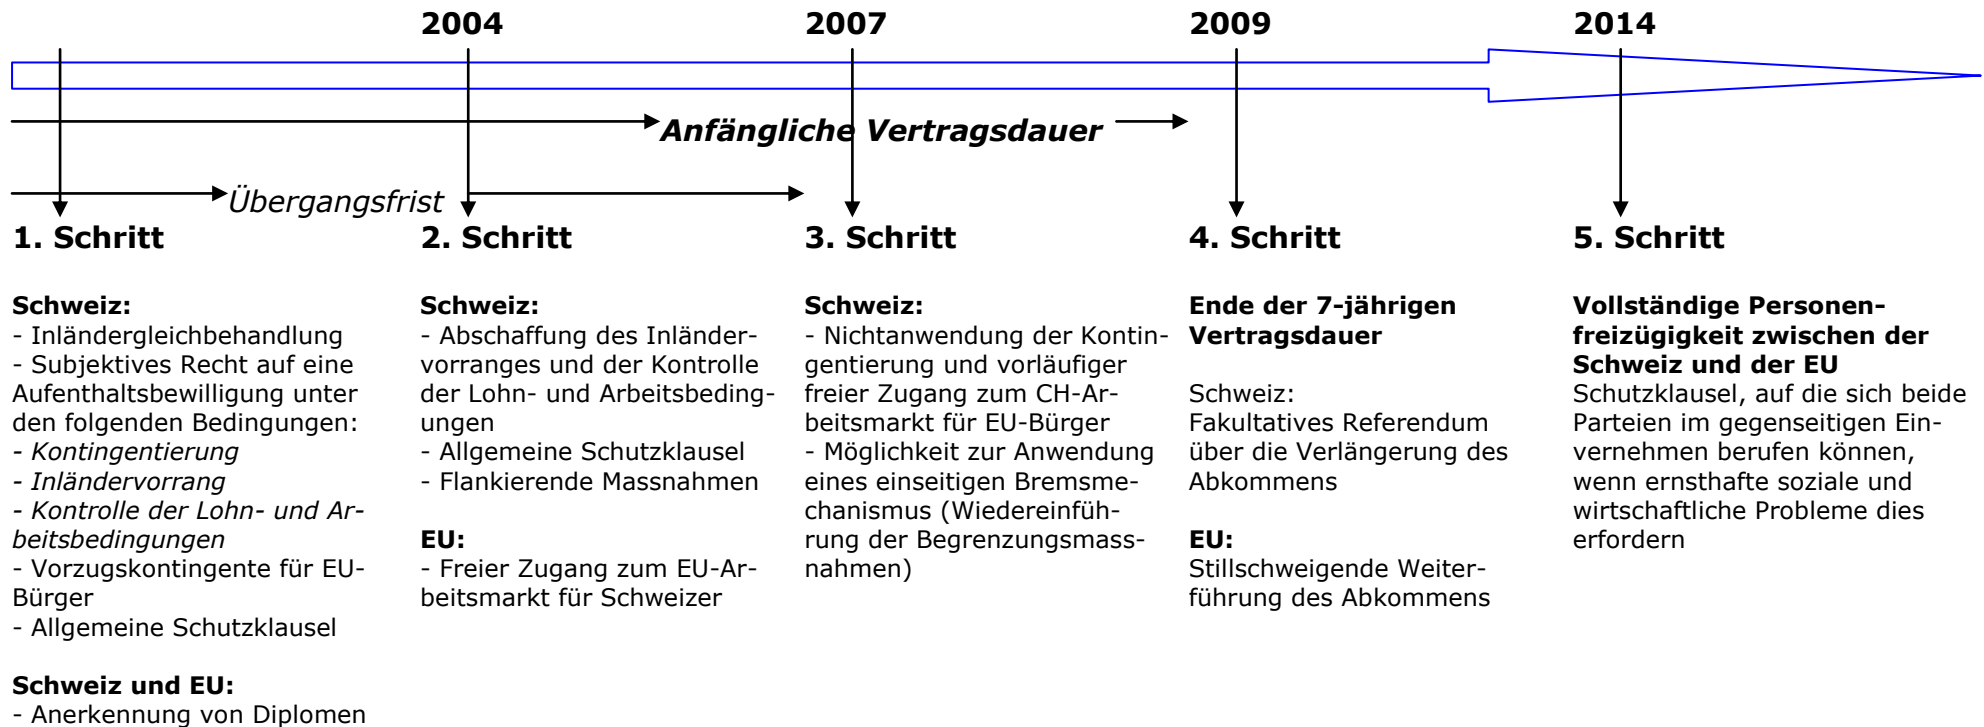 2004
2007
2009
2014
Anfängliche Vertragsdauer
Übergangsfrist
1. Schritt
Schweiz:
- Inländergleichbehandlung
- Subjektives Recht auf eine
Aufenthaltsbewilligung unter
den folgenden Bedingungen:
- Kontingentierung
- Inländervorrang
- Kontrolle der Lohn- und Ar-
beitsbedingungen
- Vorzugskontingente für EU-
Bürger
- Allgemeine Schutzklausel
Schweiz und EU:
- Anerkennung von Diplomen
2. Schritt
Schweiz:
- Abschaffung des Inländer-
vorranges und der Kontrolle
der Lohn- und Arbeitsbeding-
ungen
- Allgemeine Schutzklausel
- Flankierende Massnahmen
EU:
- Freier Zugang zum EU-Ar-
beitsmarkt für Schweizer
3. Schritt
Schweiz:
- Nichtanwendung der Kontin-
gentierung und vorläufiger
freier Zugang zum CH-Ar-
beitsmarkt für EU-Bürger
- Möglichkeit zur Anwendung
eines einseitigen Bremsme-
chanismus (Wiedereinfüh-
rung der Begrenzungsmass-
nahmen)
4. Schritt
Ende der 7-jährigen
Vertragsdauer
Schweiz:
Fakultatives Referendum
über die Verlängerung des
Abkommens
EU:
Stillschweigende Weiter-
führung des Abkommens
5. Schritt
Vollständige Personen-
freizügigkeit zwischen der
Schweiz und der EU
Schutzklausel, auf die sich beide
Parteien im gegenseitigen Ein-
vernehmen berufen können,
wenn ernsthafte soziale und
wirtschaftliche Probleme dies
erfordern